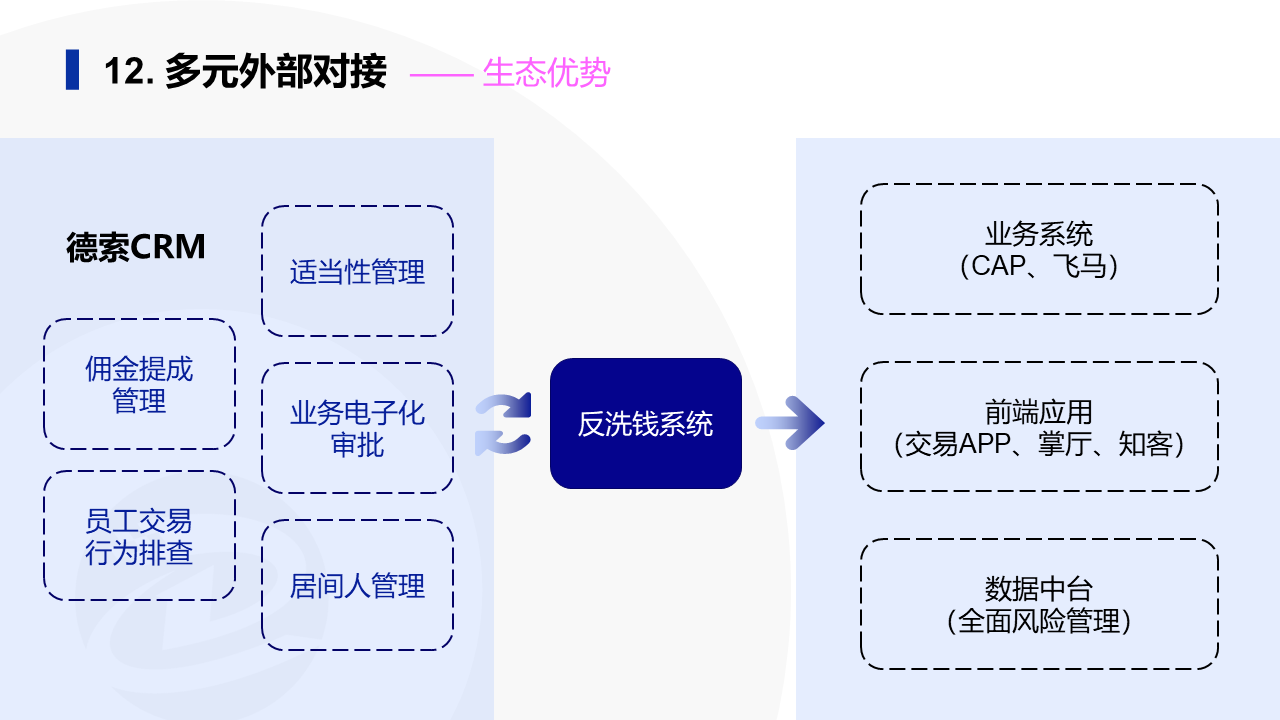 12. 多元外部对接 —— 生态优势
德索CRM
适当性管理
佣金提成
管理
业务电子化
审批
员工交易
行为排查
居间人管理
反洗钱系统
业务系统
（CAP、飞马）
前端应用
（交易APP、掌厅、知客）
数据中台
（全面风险管理）